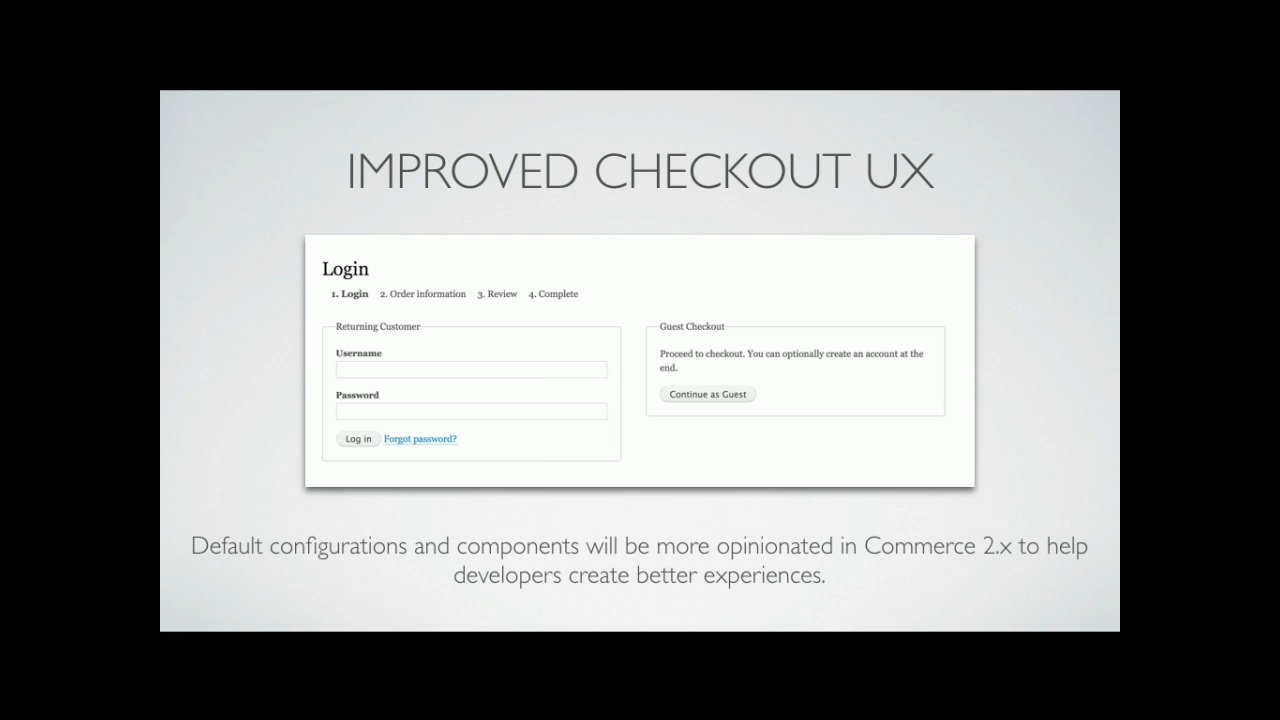 IMPROVED CHECKOUT UX
Login
1. Login 2. Order information 3. Review 4. Complete
Returning Customer
Username
Password
Log in Forgot password?
Guest Checkout
Proceed to checkout. You can optionally create an account at the
end.
Continue as Guest
Default configurations and components will be more opinionated in Commerce 2.x to help
developers create better experiences.